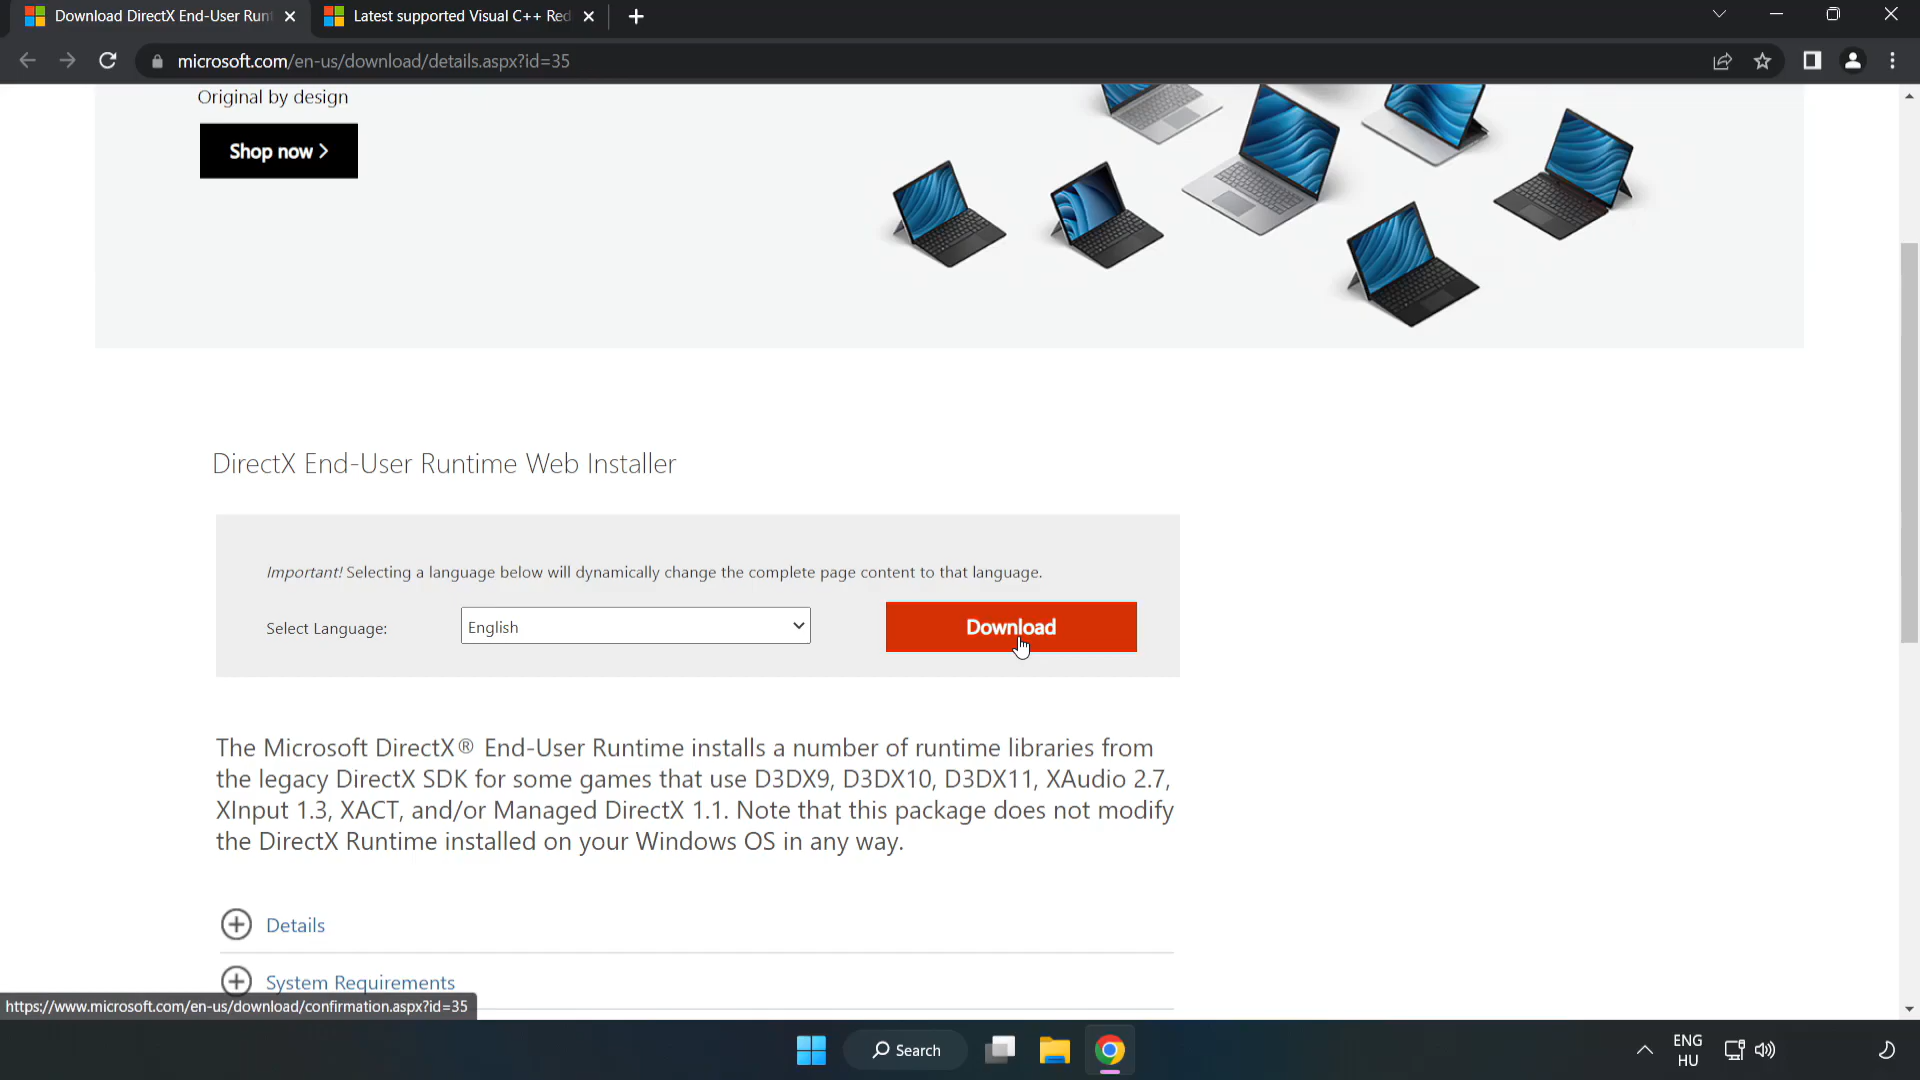 Download DirectX End-User Runt
Latest supported Visual C++ Red
microsoft.com/en-us/download/details.aspx?id=35
Original by design
Shop now >
DirectX End-User Runtime Web Installer
Important! Selecting a language below will dynamically change the complete page content to that language.
Select Language:
English
Download
The Microsoft DirectX® End-User Runtime installs a number of runtime libraries from
the legacy DirectX SDK for some games that use D3DX9, D3DX10, D3DX11, XAudio 2.7,
XInput 1.3, XACT, and/or Managed DirectX 1.1. Note that this package does not modify
the DirectX Runtime installed on your Windows OS in any way.
Details
System Requirements
https://www.microsoft.com/en-us/download/confirmation.aspx?id=35
Search
ENG
HU